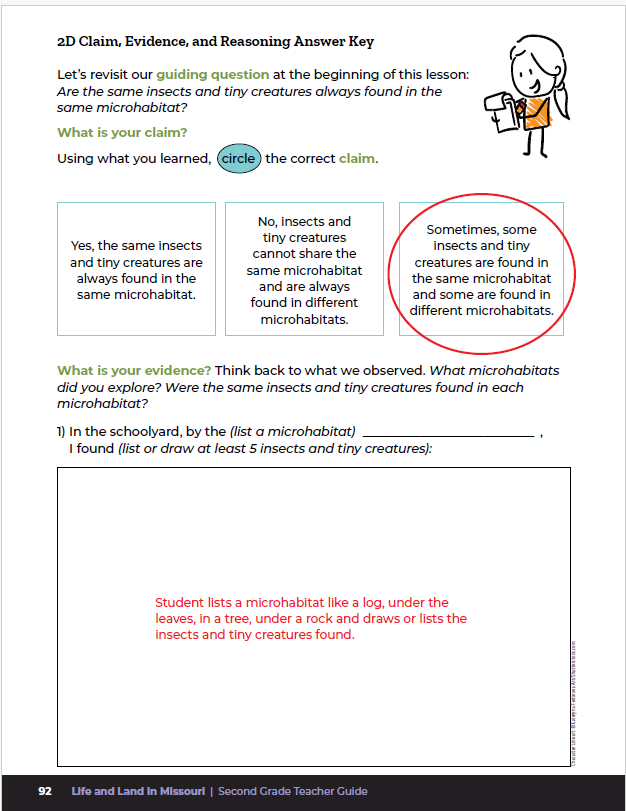 2D Claim, Evidence, and Reasoning Answer Key
Let's revisit our guiding question at the beginning of this lesson:
Are the same insects and tiny creatures always found in the
same microhabitat?
What is your claim?
Using what you learned, circle the correct claim.
Yes, the same insects
and tiny creatures are
always found in the
same microhabitat.
No, insects and
tiny creatures
cannot share the
same microhabitat
and are always
found in different
microhabitats.
Sometimes, some
insects and tiny
creatures are found in
the same microhabitat
and some are found in
different microhabitats.
What is your evidence? Think back to what we observed. What microhabitats
did you explore? Were the same insects and tiny creatures found in each
microhabitat?
1) In the schoolyard, by the (list a microhabitat) ________________________ ,
I found (list or draw at least 5 insects and tiny creatures):
Student lists a microhabitat like a log, under the
leaves, in a tree, under a rock and draws or lists the
insects and tiny creatures found.
92 Life and Land in Missouri | Second Grade Teacher Guide